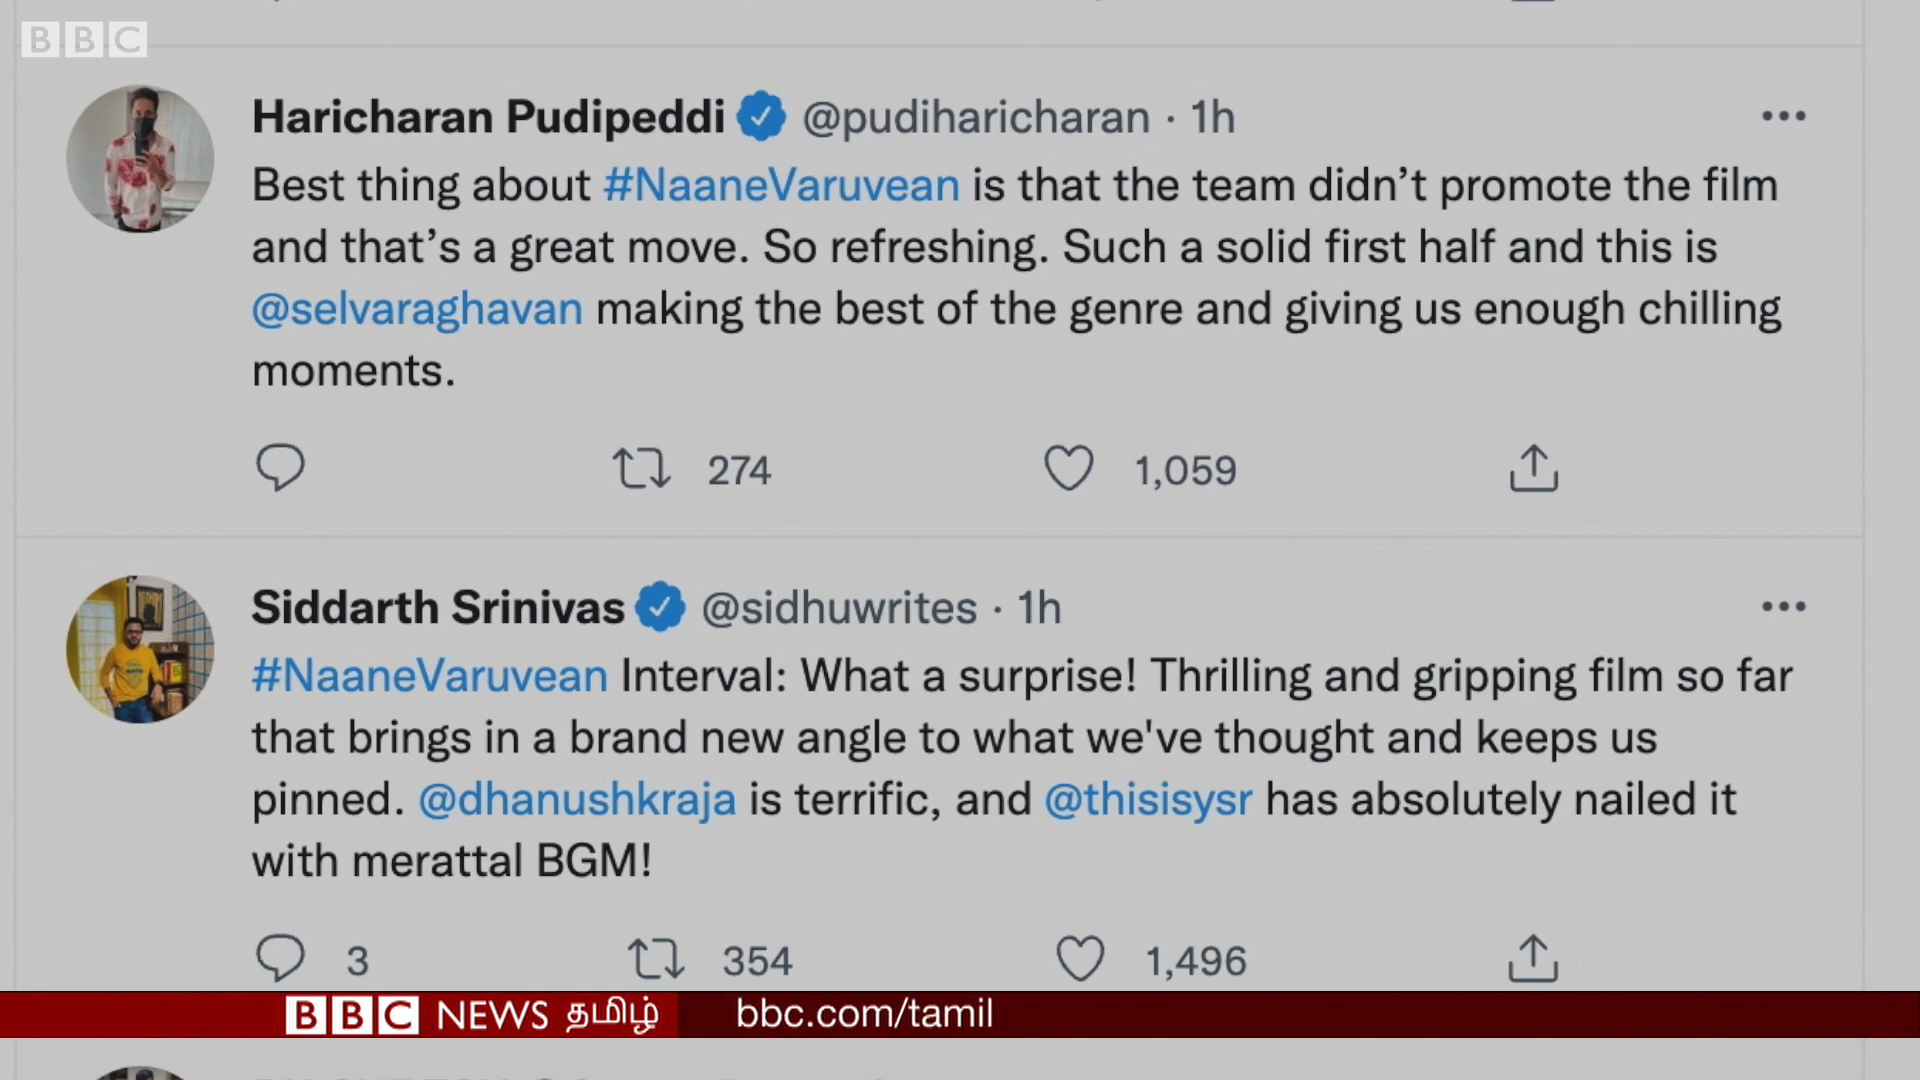 BBC
Haricharan Pudipeddi @pudiharicharan · 1h
Best thing about #NaaneVaruvean is that the team didn’t promote the film
and that’s a great move. So refreshing. Such a solid first half and this is
@selvaraghavan making the best of the genre and giving us enough chilling
moments.
274 1,059
Siddarth Srinivas @sidhuwrites · 1h
#NaaneVaruvean Interval: What a surprise! Thrilling and gripping film so far
that brings in a brand new angle to what we've thought and keeps us
pinned. @dhanushkraja is terrific, and @thisisysr has absolutely nailed it
with merattal BGM!
3 354 1,496
BBC NEWS தமிழ் bbc.com/tamil